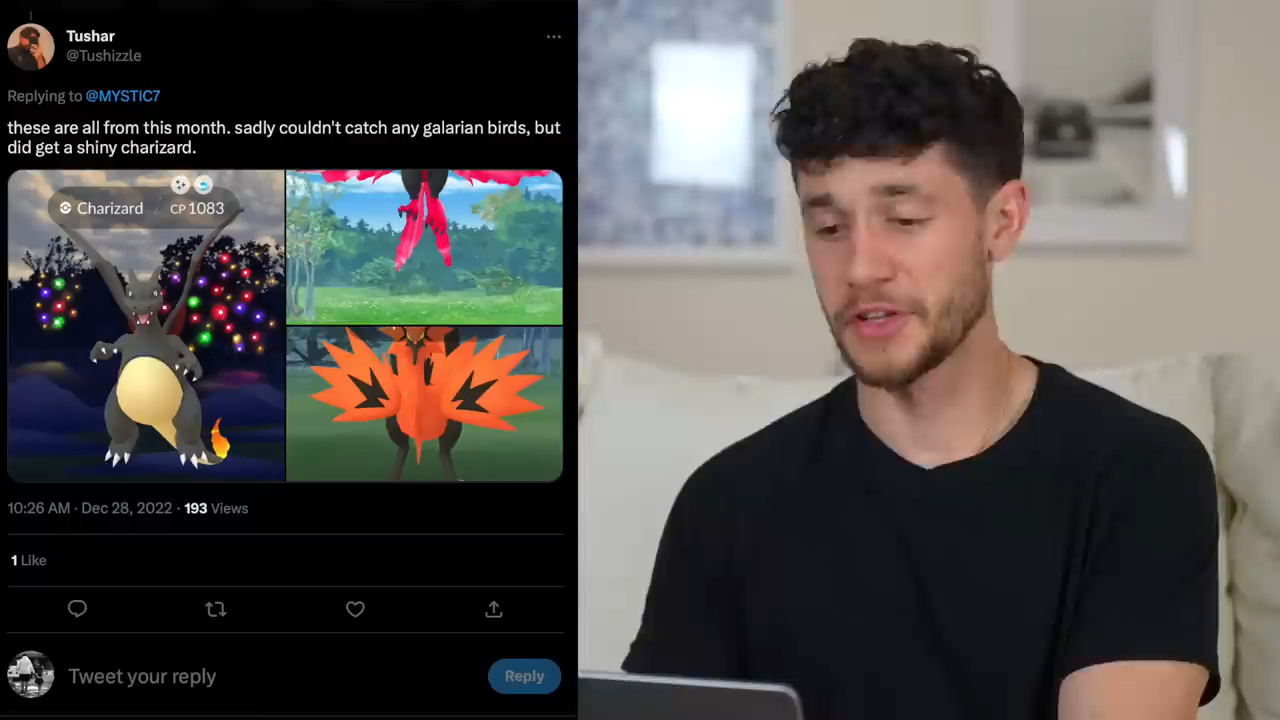 Tushar
@Tushizzle
Replying to @MYSTIC7
these are all from this month. sadly couldn't catch any galarian birds, but
did get a shiny charizard.
Charizard / CP1083
10:26 AM · Dec 28, 2022 · 193 Views
1 Like
Tweet your reply
Reply